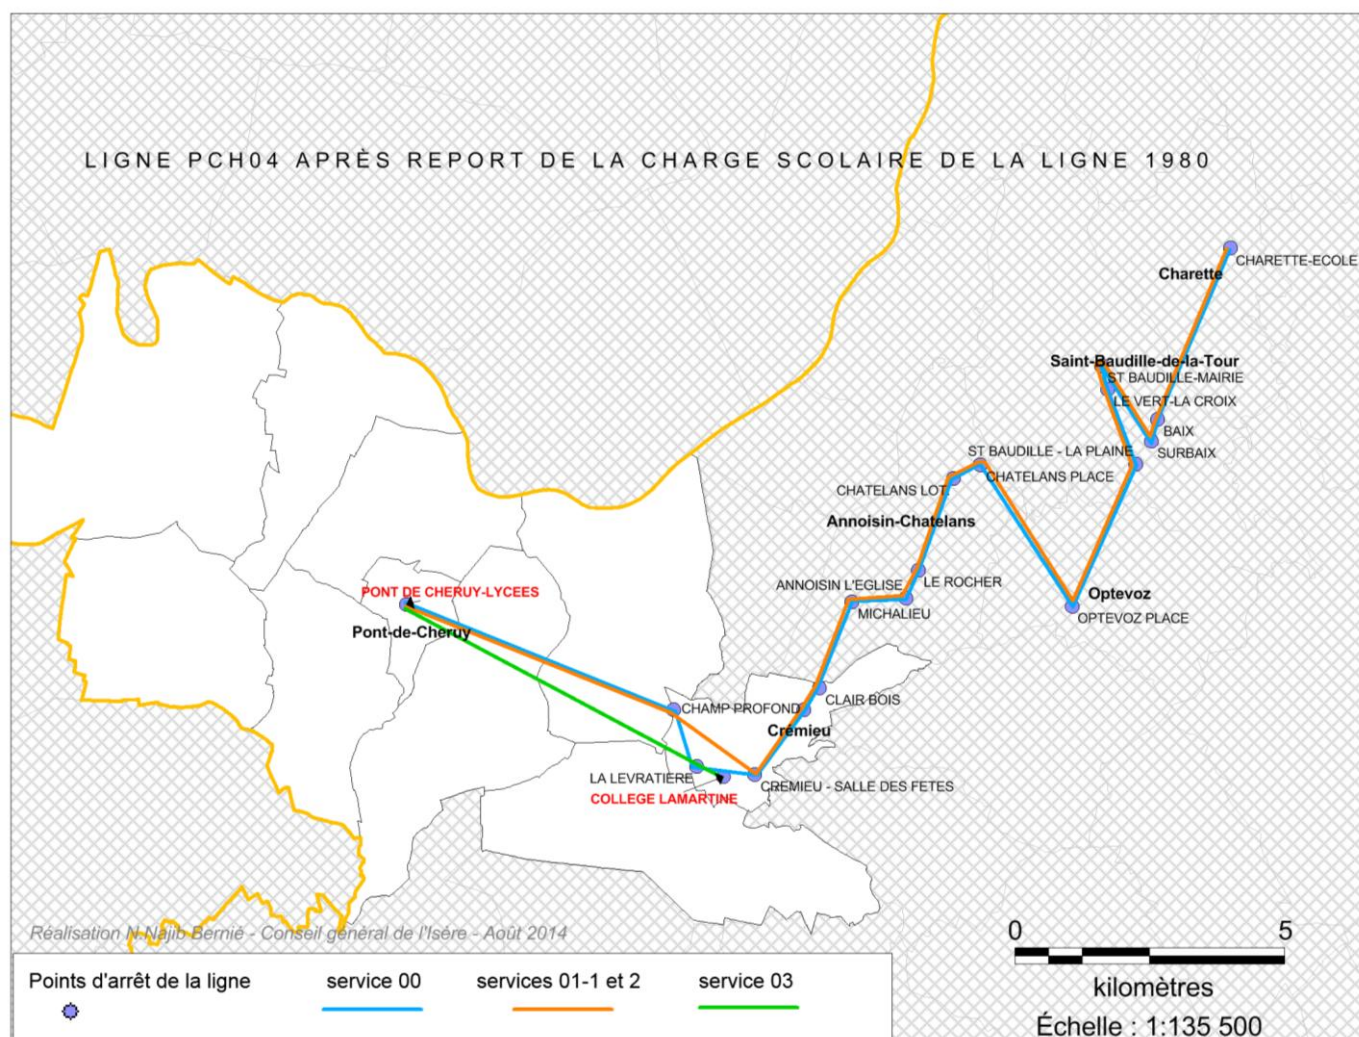 LIGNE PCH04 APRÈS REPORT DE LA CHARGE SCOLAIRE DE LA LIGNE 1980
CHARETTE-ECOLE
Charette
Saint-Baudille-de-la-Tour
ST BAUDILLE-MAIRIE
LE VERT-LA CROIX
BAIX
ST BAUDILLE - LA PLAINE
SURBAIX
CHATELANS PLACE
CHATELANS LOT.
Annoisin-Chatelans
ANNOISIN L'EGLISE
LE ROCHER
PONT DE CHERUY-LYCEES
Optevoz
MICHALIEU
OPTEVOZ PLACE
Pont-de-Cheruy
CLAIR BOIS
CHAMP PROFOND
Crémieu
LA LEVRATIERE
CREMIEU - SALLE DES FETES
COLLEGE LAMARTINE
Réalisation N.Najib Bernié - Conseil général de l'Isère - Août 2014
0 5
kilomètres
Échelle : 1:135 500
Points d'arrêt de la ligne service 00 services 01-1 et 2 service 03